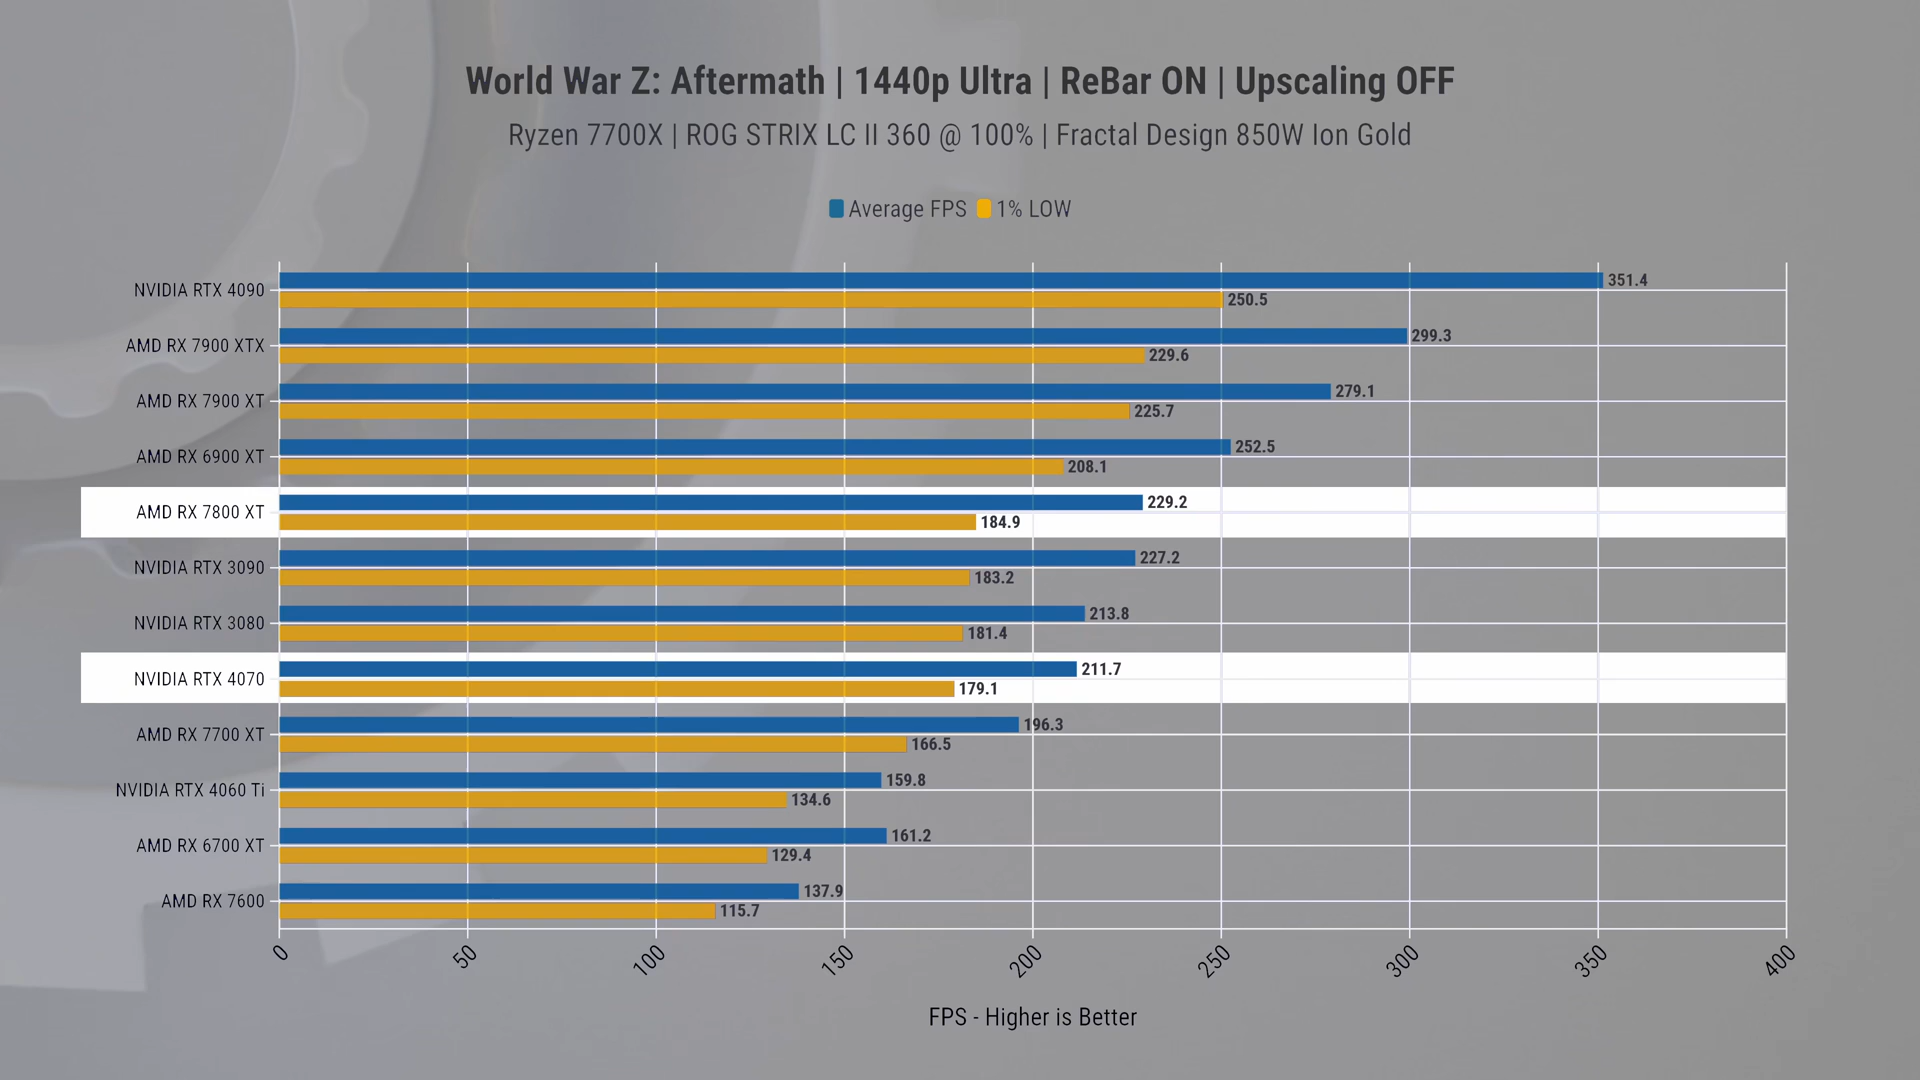 World War Z: Aftermath | 1440p Ultra | ReBar ON | Upscaling OFF
Ryzen 7700X | ROG STRIX LC II 360 @ 100% | Fractal Design 850W Ion Gold
Average FPS 1% LOW
NVIDIA RTX 4090 351.4
250.5
AMD RX 7900 XTX 299.3
229.6
AMD RX 7900 XT 279.1
225.7
AMD RX 6900 XT 252.5
208.1
AMD RX 7800 XT 229.2
184.9
NVIDIA RTX 3090 227.2
183.2
NVIDIA RTX 3080 213.8
181.4
NVIDIA RTX 4070 211.7
179.1
AMD RX 7700 XT 196.3
166.5
NVIDIA RTX 4060 Ti 159.8
134.6
AMD RX 6700 XT 161.2
129.4
AMD RX 7600 137.9
115.7
0 50 100 150 200 250 300 350 400
FPS - Higher is Better